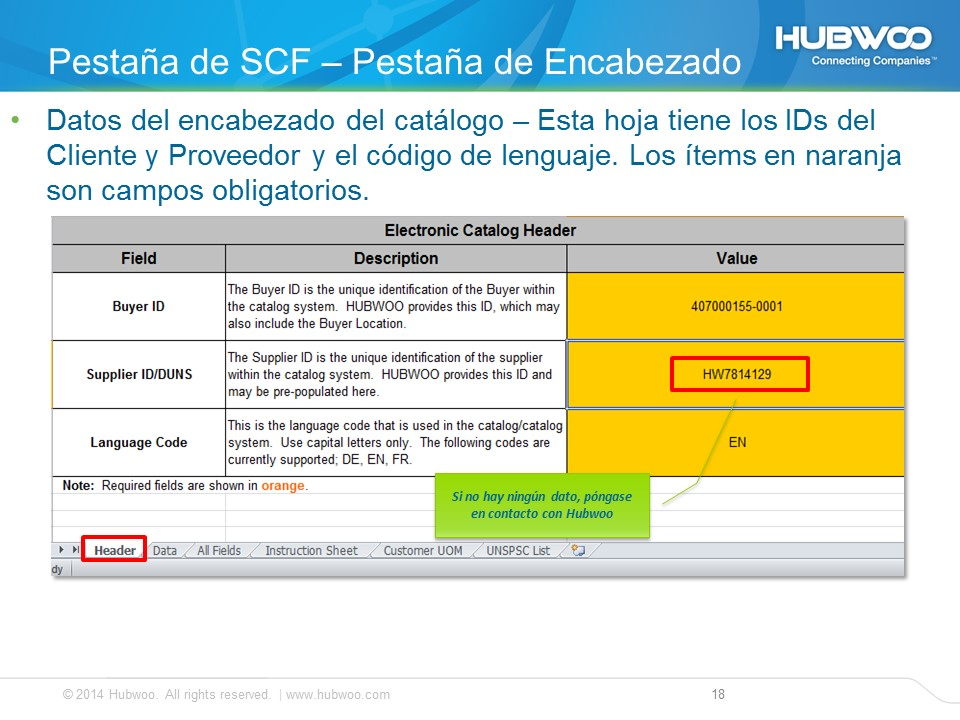 Pestaña de SCF – Pestaña de Encabezado
HUBWOO
Connecting Companies™
• Datos del encabezado del catálogo – Esta hoja tiene los IDs del
Cliente y Proveedor y el código de lenguaje. Los ítems en naranja
son campos obligatorios.
Electronic Catalog Header
Field Description Value
Buyer ID
The Buyer ID is the unique identification of the Buyer within
the catalog system. HUBWOO provides this ID, which may
also include the Buyer Location.
407000155-0001
Supplier ID/DUNS
The Supplier ID is the unique identification of the supplier
within the catalog system. HUBWOO provides this ID and
may be pre-populated here.
HW7814129
Language Code
This is the language code that is used in the catalog/catalog
system. Use capital letters only. The following codes are
currently supported; DE, EN, FR.
EN
Note: Required fields are shown in orange.
Si no hay ningún dato, póngase
en contacto con Hubwoo
Header Data All Fields Instruction Sheet Customer UOM UNSPSC List
dy
© 2014 Hubwoo. All rights reserved. | www.hubwoo.com
18